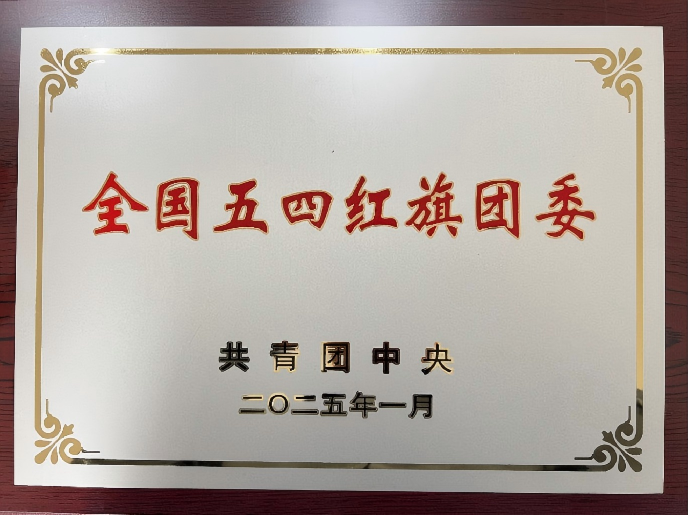 全国五四红旗团委
共青团中央
二〇二五年一月